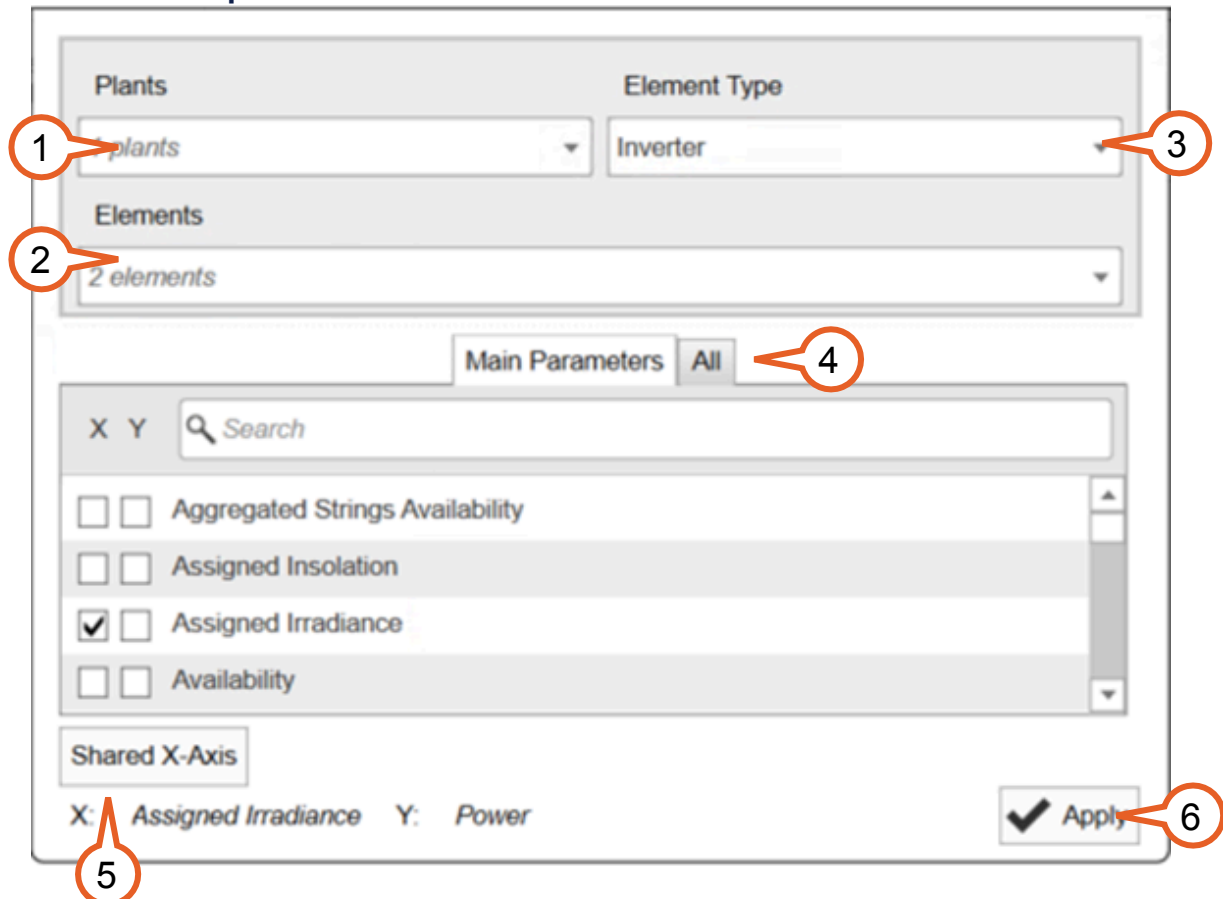 Plants Element Type
1 plants Inverter
Elements
2 elements
1
2
3
Main Parameters All
4
X Y Search
Aggregated Strings Availability
Assigned Insolation
Assigned Irradiance
Availability
Shared X-Axis
X: Assigned Irradiance Y: Power
Apply
5
6